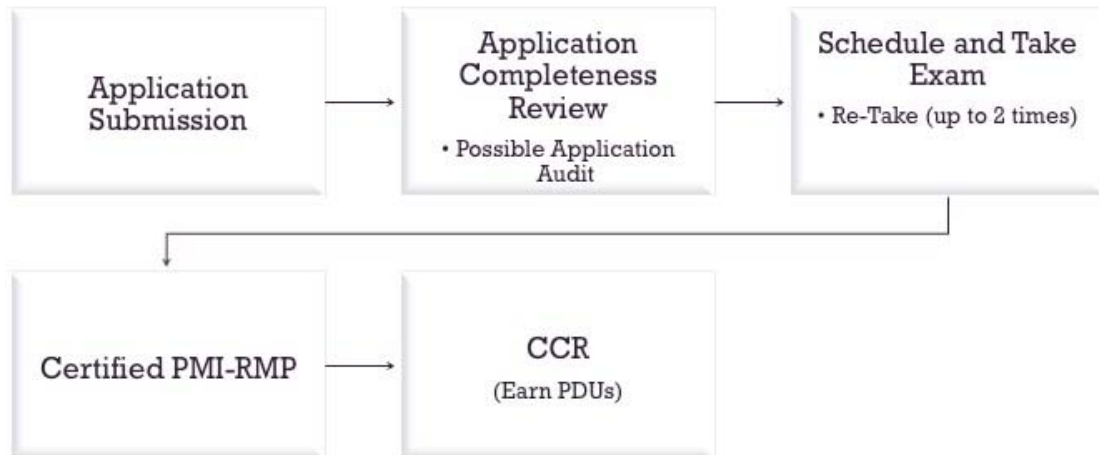 Application
Submission
Application
Completeness
Review
• Possible Application
Audit
Schedule and Take
Exam
• Re-Take (up to 2 times)
Certified PMI-RMP
CCR
(Earn PDUs)